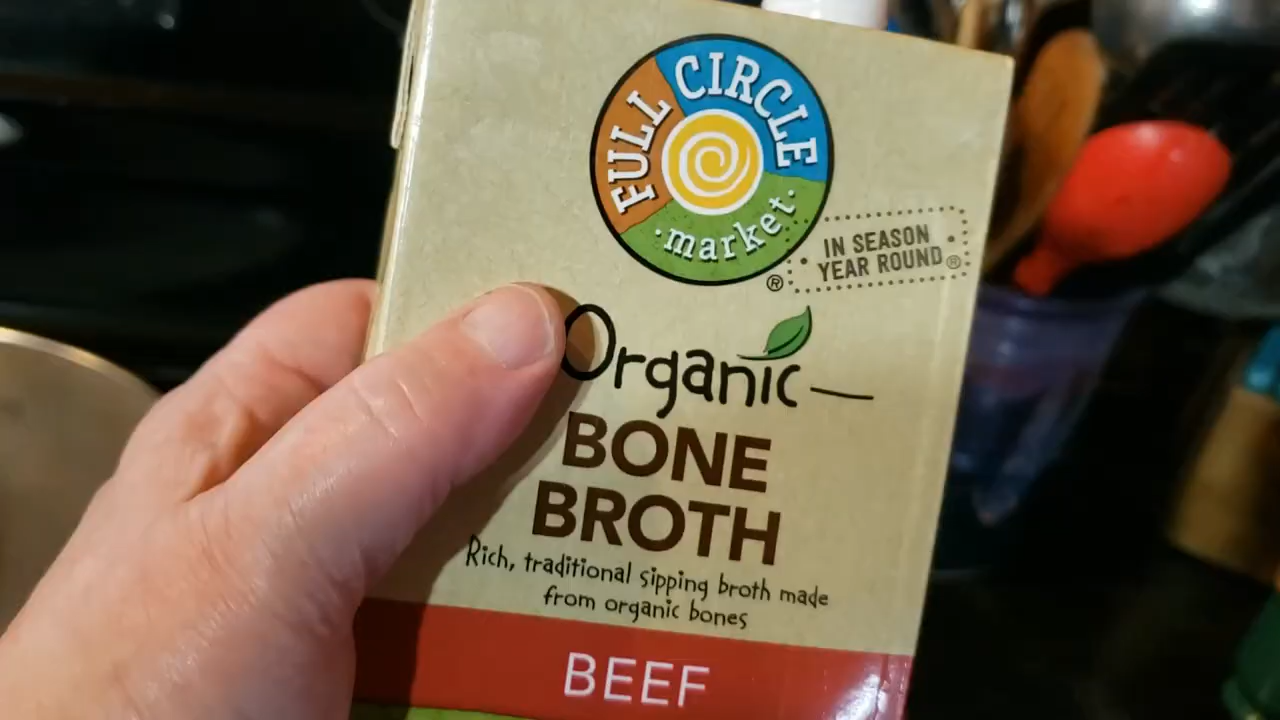 FULL CIRCLE
·market·
®
IN SEASON
YEAR ROUND®
Organic
BONE
BROTH
Rich, traditional sipping broth made
from organic bones
BEEF